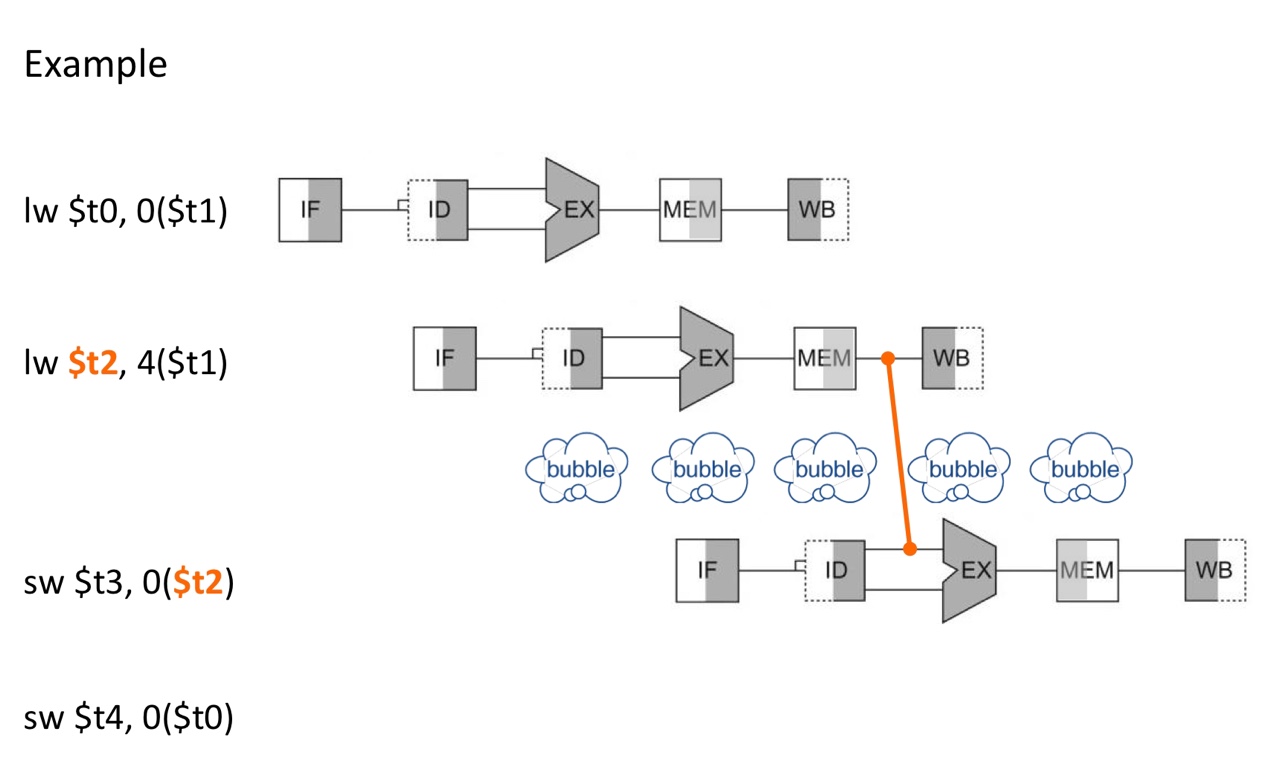 Example
lw $t0, 0($t1) IF ID EX MEM WB
lw $t2, 4($t1) IF ID EX MEM WB
bubble bubble bubble bubble bubble
sw $t3, 0($t2) IF ID EX MEM WB
sw $t4, 0($t0)